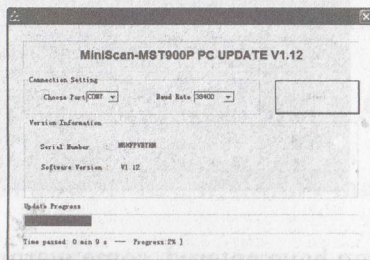 MiniScan-MST900P PC UPDATE V1.12
Connection Setting
Choose Port COM7 Baud Rate 38400 Start
Version Information
Serial Number
Software Version V1 12
Update Progress
Time passed 0 min 9 s --- Progress:2% ]